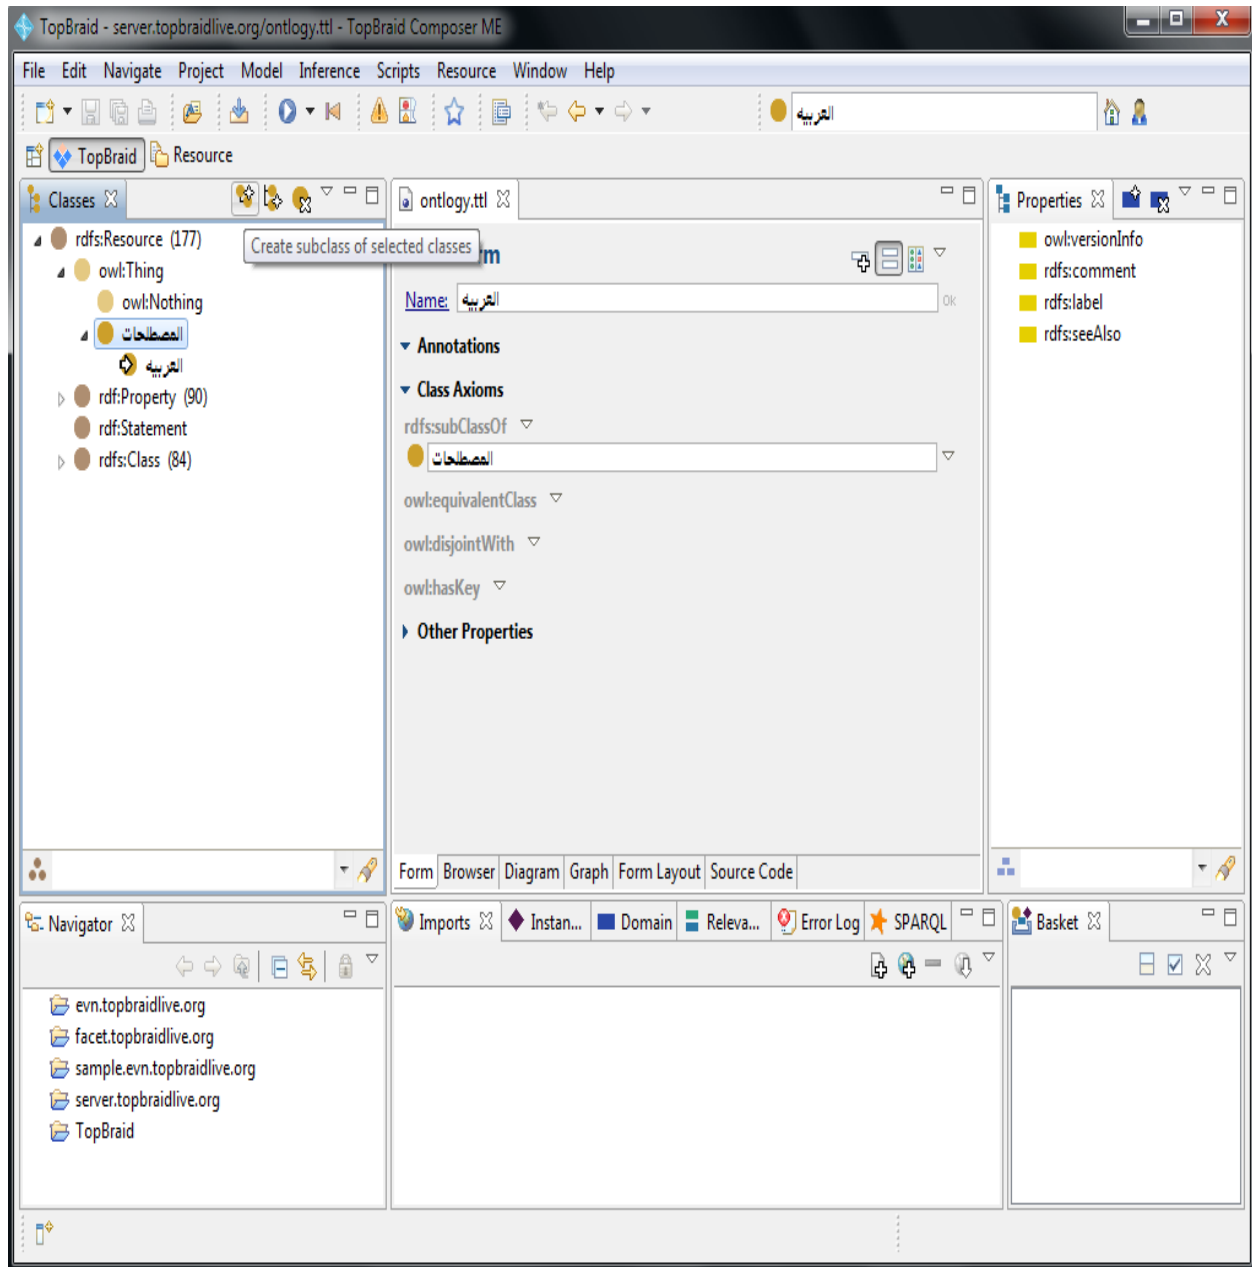 TopBraid - server.topbraidlive.org/ontlogy.ttl - TopBraid Composer ME
File Edit Navigate Project Model Inference Scripts Resource Window Help
العربيه
TopBraid Resource
Classes
rdfs:Resource (177)
Create subclass of selected classes
owl:Thing
owl:Nothing
المصطلحات
العربيه
rdf:Property (90)
rdf:Statement
rdfs:Class (84)
ontlogy.ttl
Name: العربيه OK
Annotations
Class Axioms
rdfs:subClassOf
المصطلحات
owl:equivalentClass
owl:disjointWith
owl:hasKey
Other Properties
Form Browser Diagram Graph Form Layout Source Code
Properties
owl:versionInfo
rdfs:comment
rdfs:label
rdfs:seeAlso
Navigator
evn.topbraidlive.org
facet.topbraidlive.org
sample.evn.topbraidlive.org
server.topbraidlive.org
TopBraid
Imports Instan... Domain Releva... Error Log SPARQL
Basket